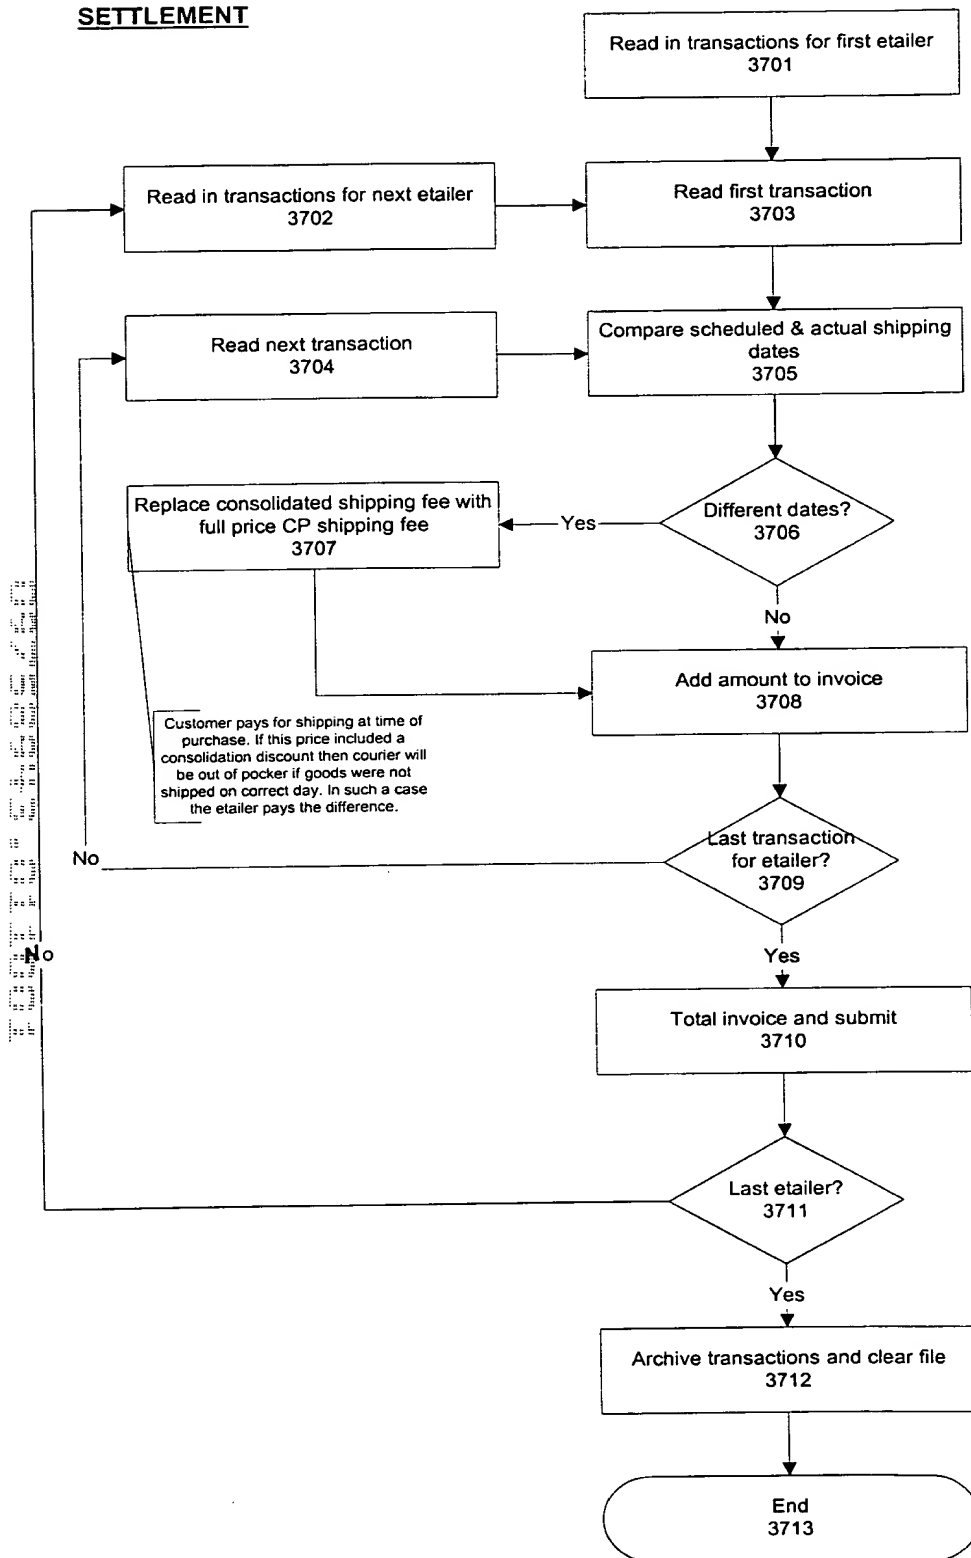 SETTLEMENT
Read in transactions for first etailer
3701
Read in transactions for next etailer
3702
Read first transaction
3703
Read next transaction
3704
Compare scheduled & actual shipping
dates
3705
Replace consolidated shipping fee with
full price CP shipping fee
3707
Yes
Different dates?
3706
No
Add amount to invoice
3708
Customer pays for shipping at time of
purchase. If this price included a
consolidation discount then courier will
be out of pocker if goods were not
shipped on correct day. In such a case
the etailer pays the difference.
No
Last transaction
for etailer?
3709
Yes
No
Total invoice and submit
3710
Last etailer?
3711
Yes
Archive transactions and clear file
3712
End
3713